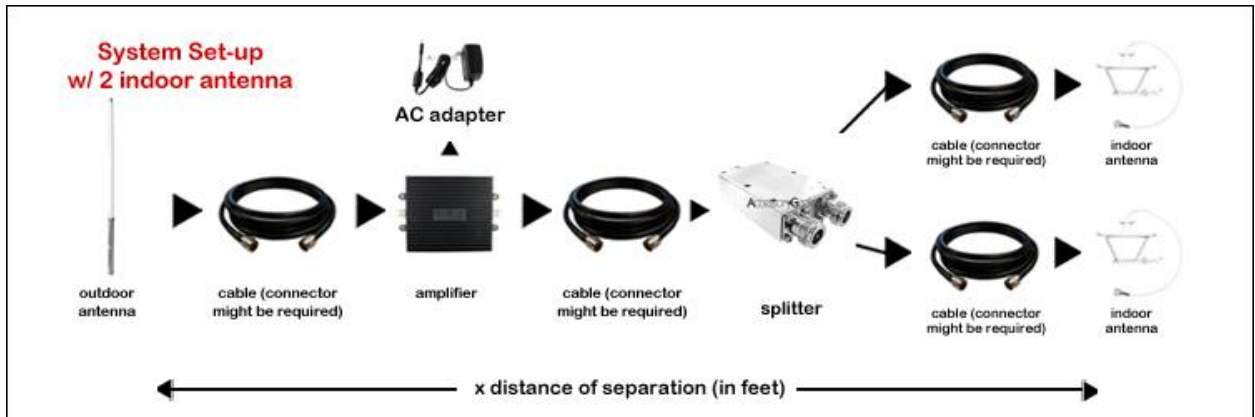 System Set-up
w/ 2 indoor antenna
AC adapter
outdoor
antenna
cable (connector
might be required)
amplifier
cable (connector
might be required)
splitter
cable (connector
might be required)
indoor
antenna
cable (connector
might be required)
indoor
antenna
x distance of separation (in feet)